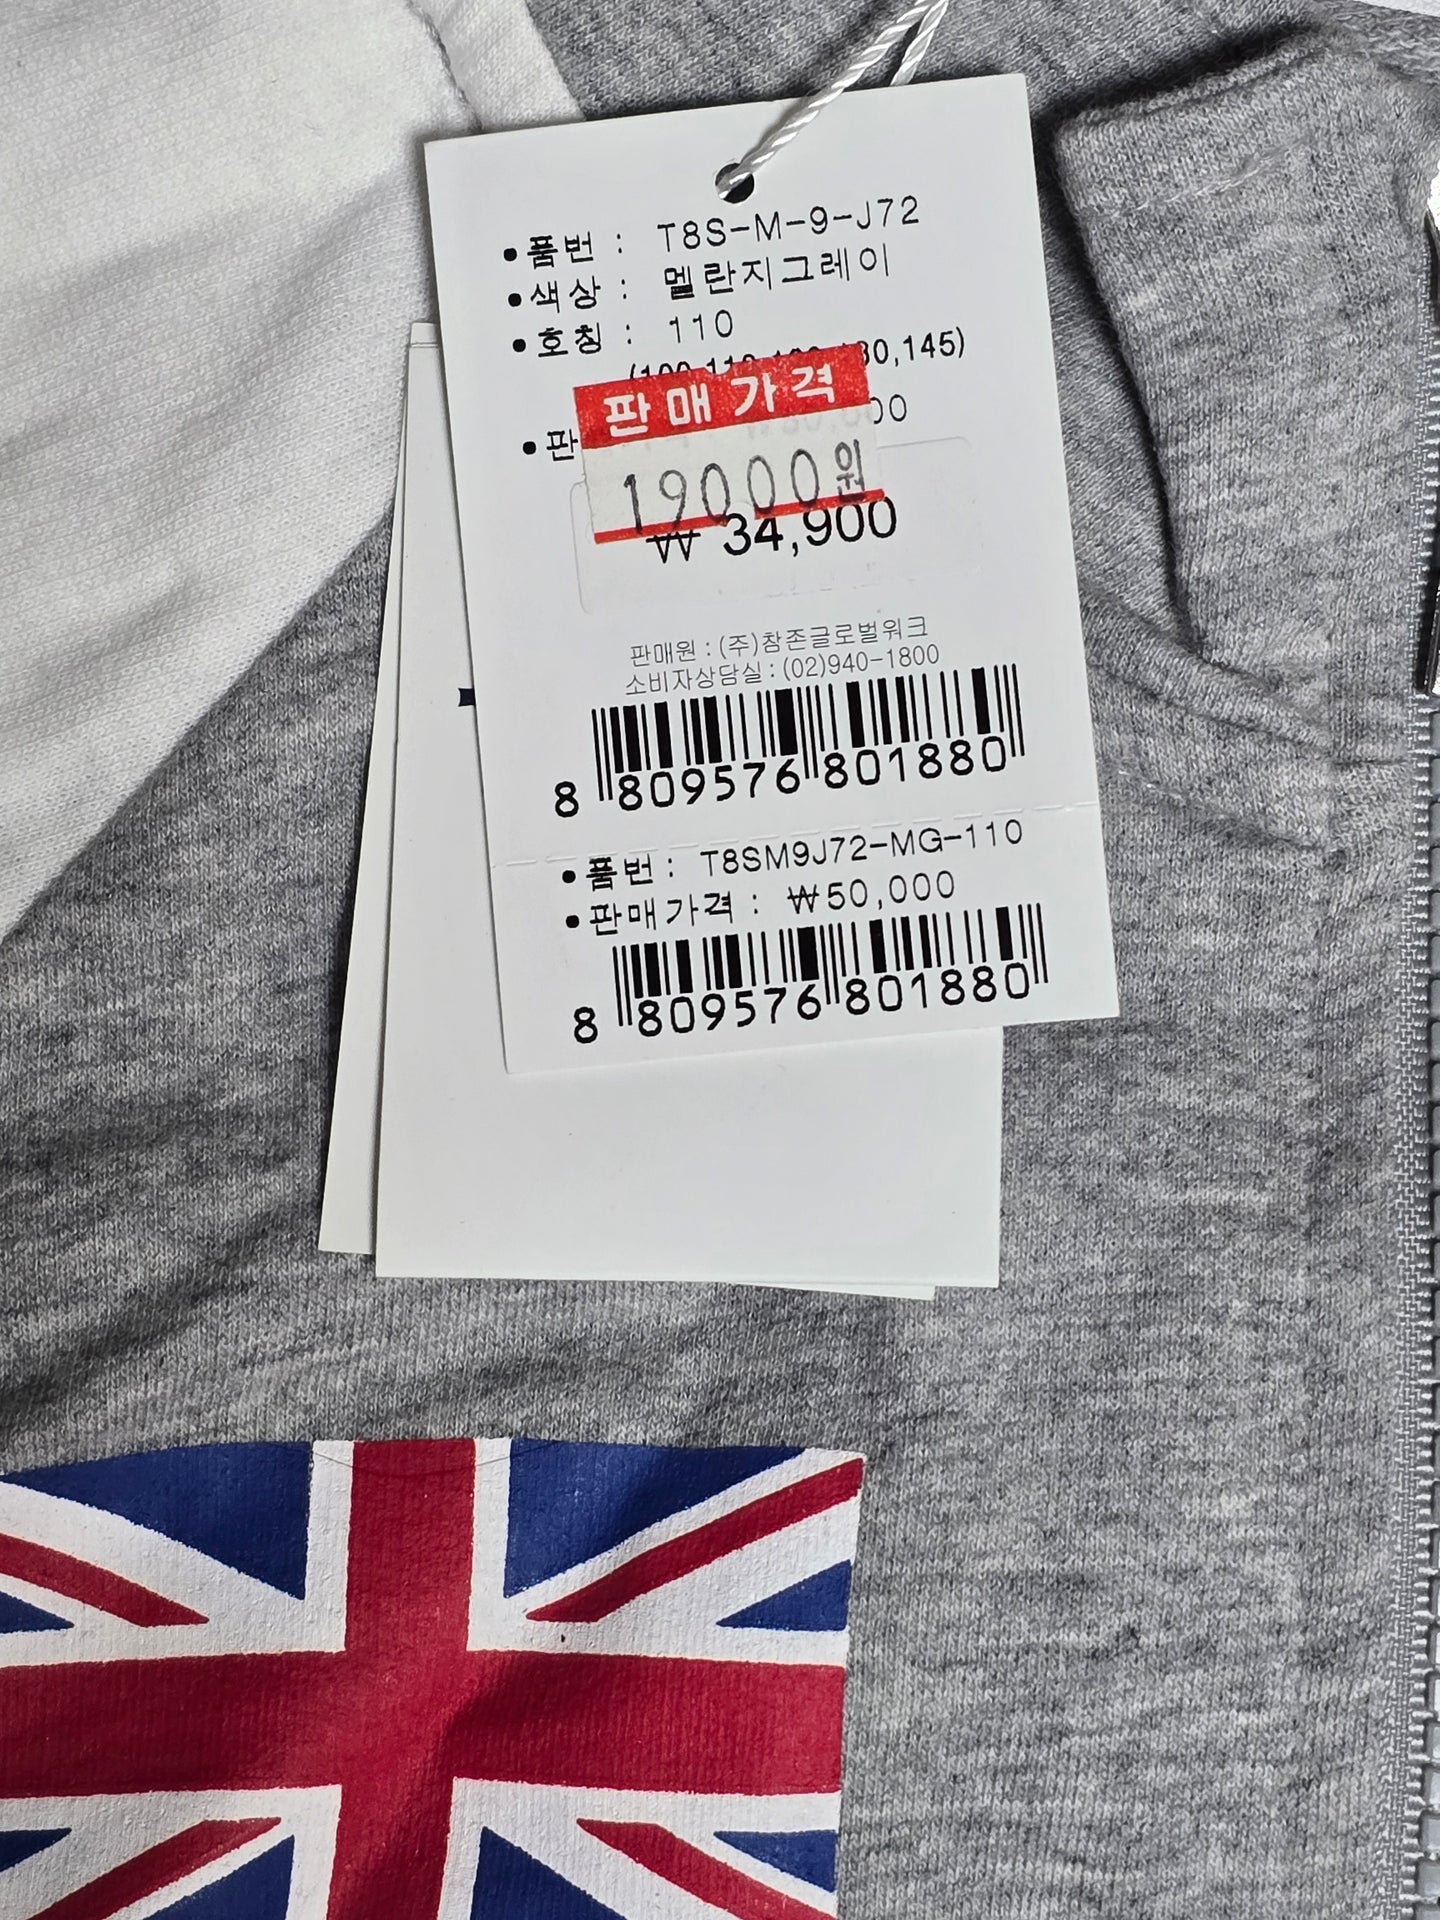 •품번 : T8S-M-9-J72
•색상 : 멜란지그레이
•호칭 : 110
30,145)
판매가격
•판
19000원
₩ 34,900
판매원 : (주)참존글로벌워크
소비자상담실 : (02)940-1800
8 809576 801880
•품번 : T8SM9J72-MG-110
•판매가격 : ₩50,000
8 809576 801880